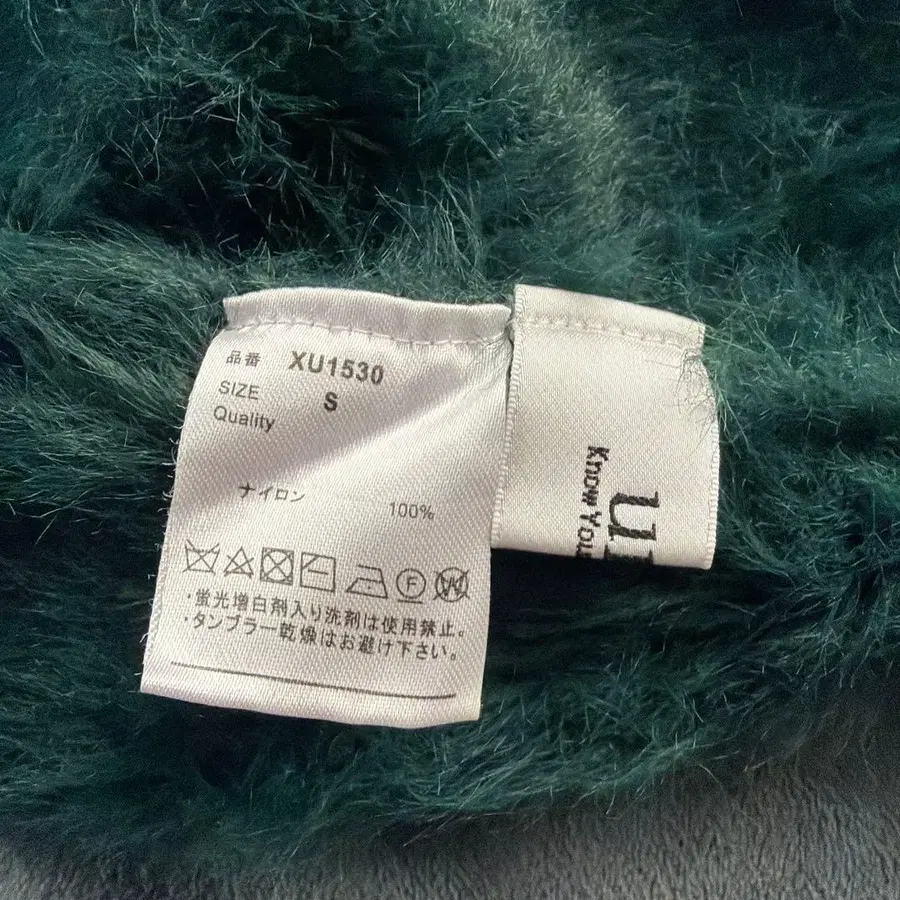 品番 XU1530
SIZE S
Quality
ナイロン 100%
F W
・蛍光増白剤入り洗剤は使用禁止。
・タンブラー乾燥はお避け下さい。
Know You